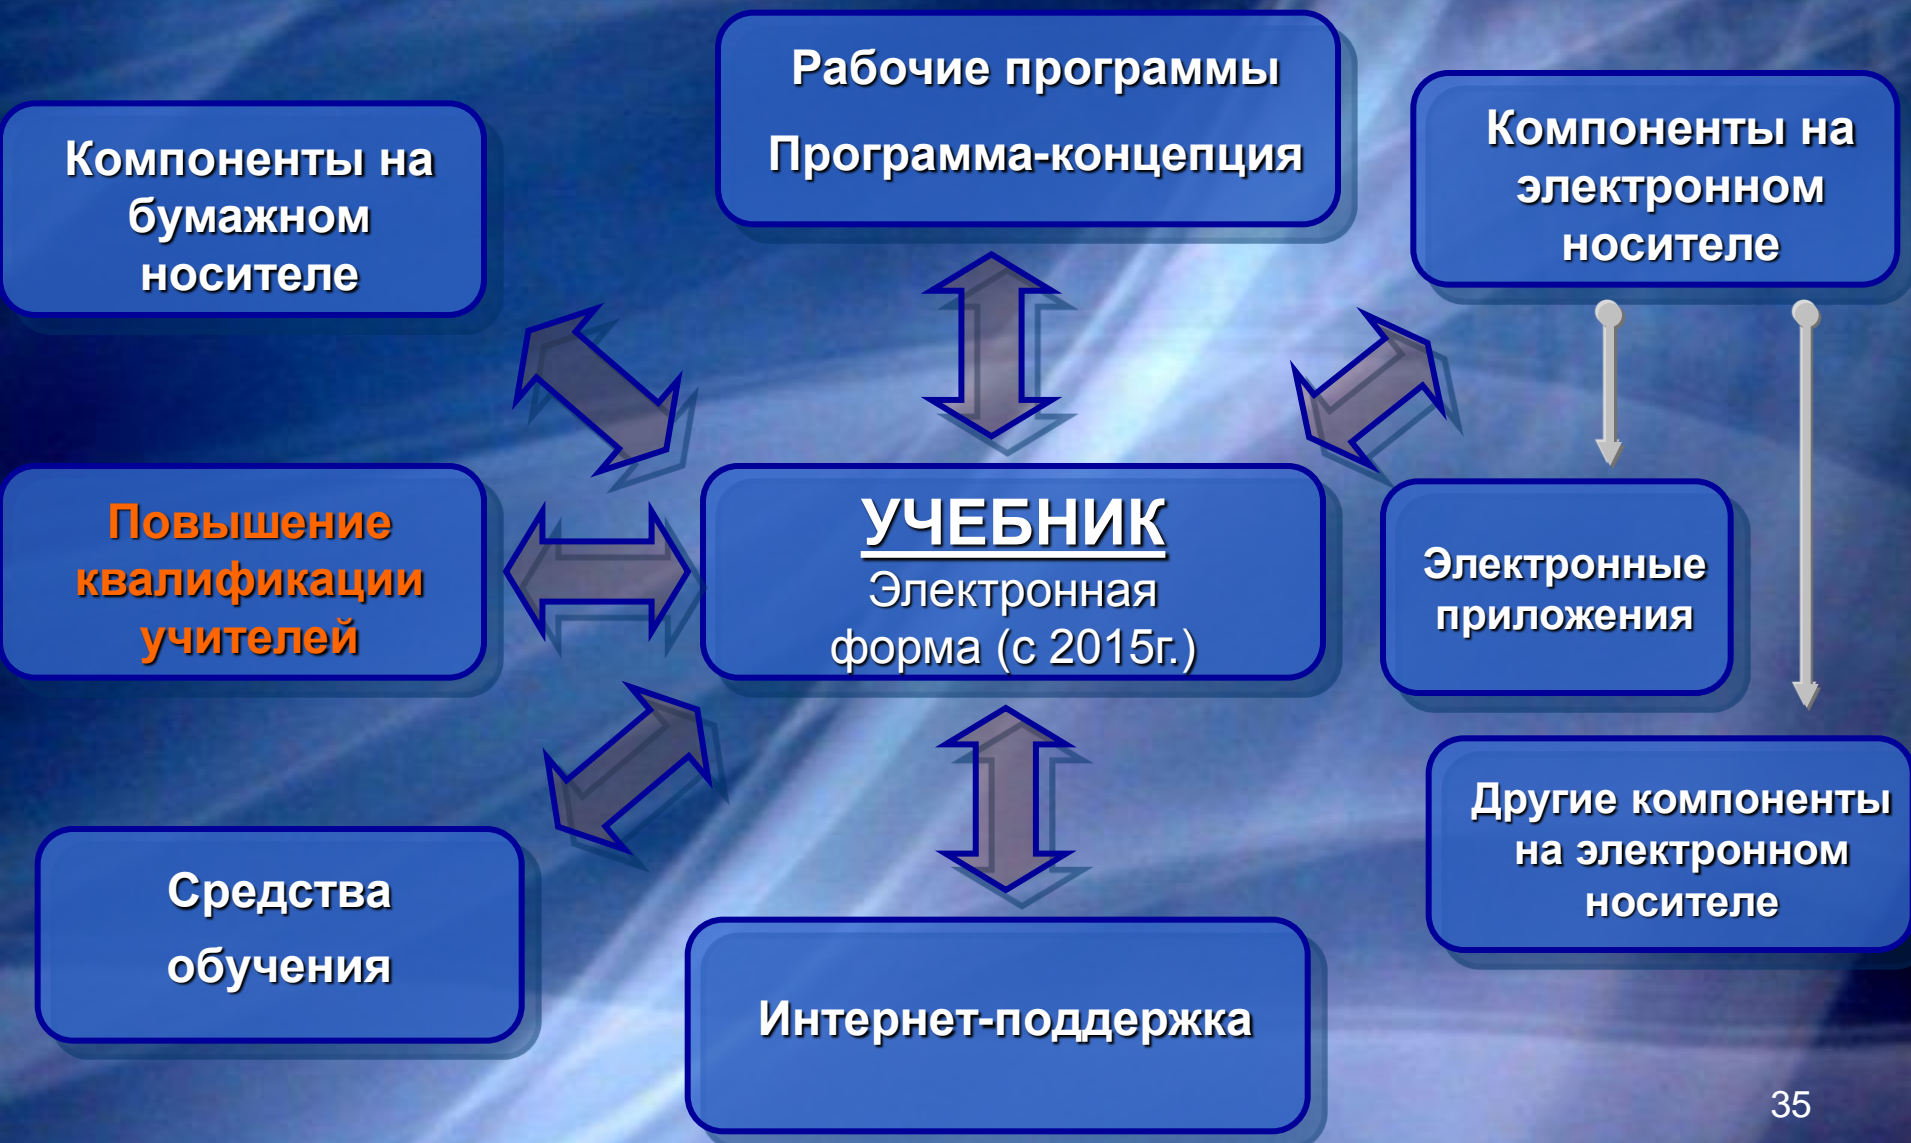 Рабочие программы
Программа-концепция
Компоненты на
бумажном
носителе
Компоненты на
электронном
носителе
Повышение
квалификации
учителей
УЧЕБНИК
Электронная
форма (с 2015г.)
Электронные
приложения
Другие компоненты
на электронном
носителе
Средства
обучения
Интернет-поддержка
35